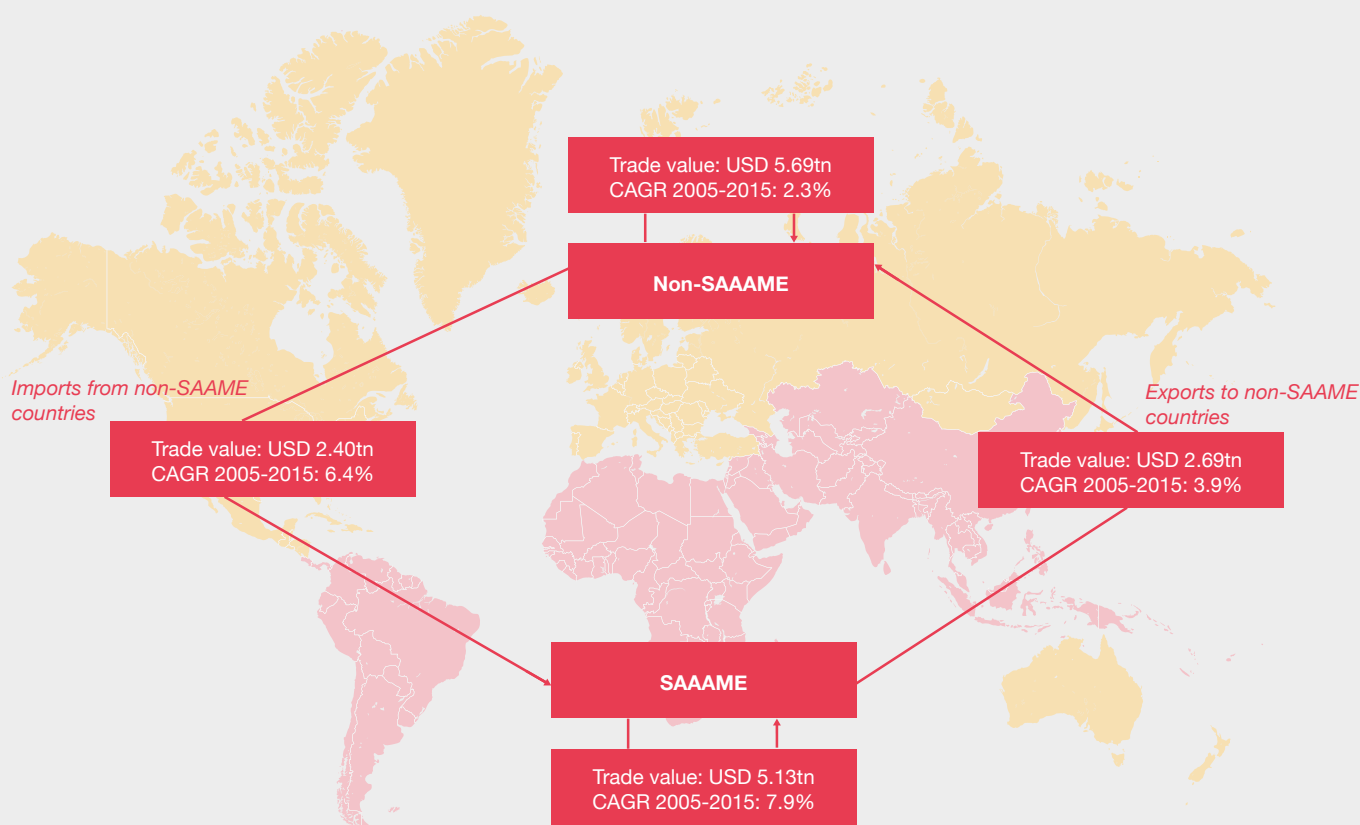 Trade value: USD 5.69tn
CAGR 2005-2015: 2.3%
Non-SAAAME
Imports from non-SAAME
countries
Trade value: USD 2.40tn
CAGR 2005-2015: 6.4%
Exports to non-SAAME
countries
Trade value: USD 2.69tn
CAGR 2005-2015: 3.9%
SAAAME
Trade value: USD 5.13tn
CAGR 2005-2015: 7.9%